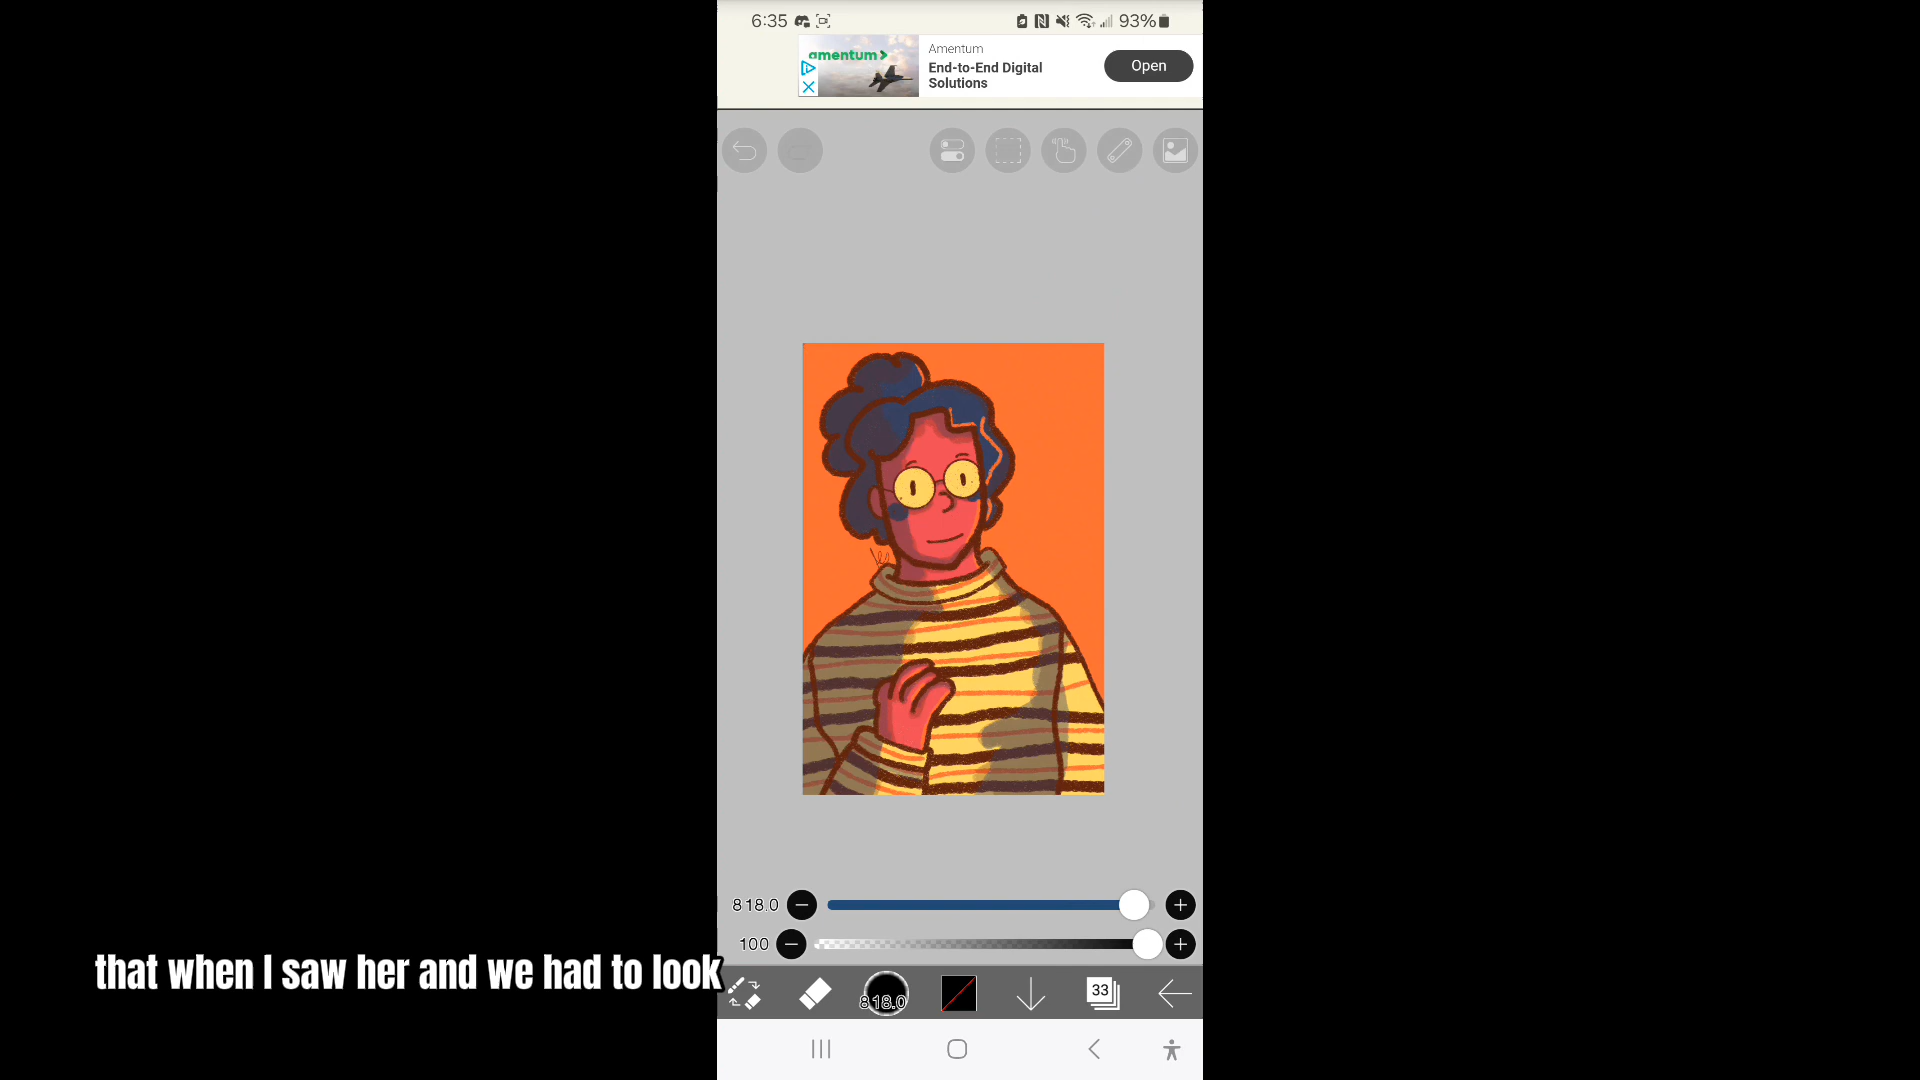 6:35
93%
amentum
Amentum
End-to-End Digital
Solutions
Open
818.0
100
that when I saw her and we had to look
818.0
33